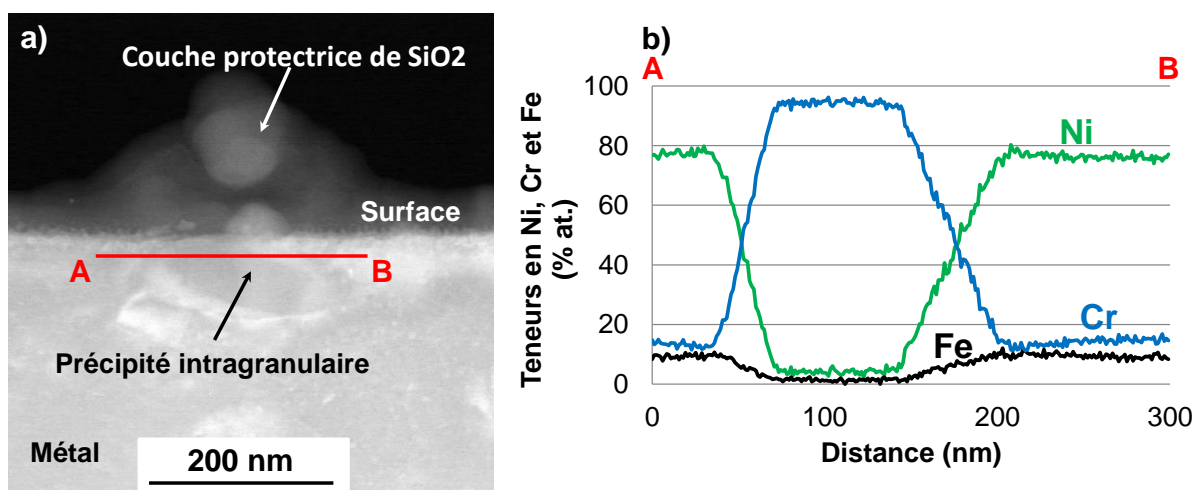 a)
Couche protectrice de SiO2
Surface
A
B
Précipité intragranulaire
Métal
200 nm
b)
A
B
Teneurs en Ni, Cr et Fe
(% at.)
100
80
60
40
20
0
Ni
Cr
Fe
0
100
200
300
Distance (nm)